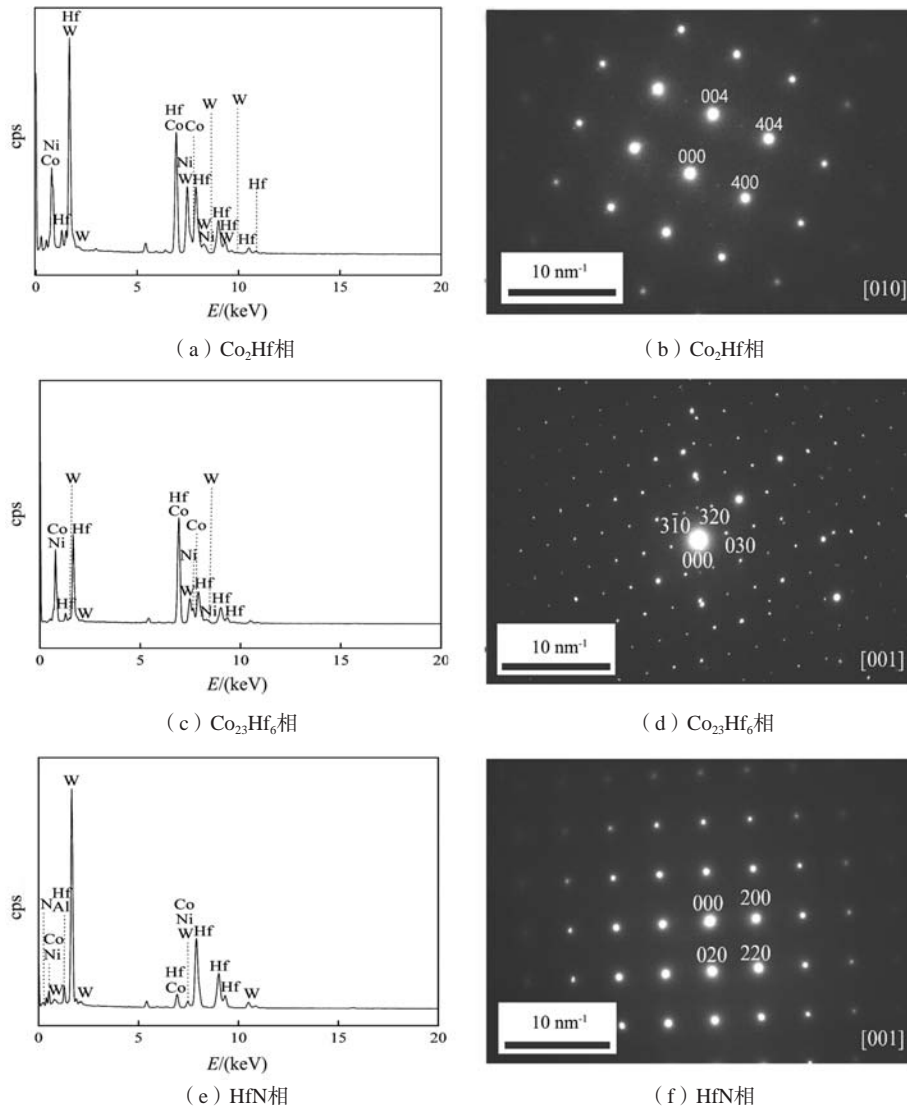 Hf
W
Ni
Co
Hf
W
Hf
Co
Co
W
W
Ni
W
Hf
W
Ni
Hf
Hf
W
Hf
Hf
cps
0 5 10 15 20
E/(keV)
(a)Co₂Hf相
004
404
000
400
10 nm⁻¹
[010]
(b)Co₂Hf相
W
Co
Ni
Hf
Hf
W
Hf
Co
Co
W
Ni
W
Hf
Ni
Hf
Hf
cps
0 5 10 15 20
E/(keV)
(c)Co₂₃Hf₆相
31̄0
320
000
030
10 nm⁻¹
[001]
(d)Co₂₃Hf₆相
W
N
Hf
Al
Co
Ni
W
W
Hf
Co
Co
Ni
W
Hf
Hf
Hf
W
cps
0 5 10 15 20
E/(keV)
(e)HfN相
000 200
020 220
10 nm⁻¹
[001]
(f)HfN相